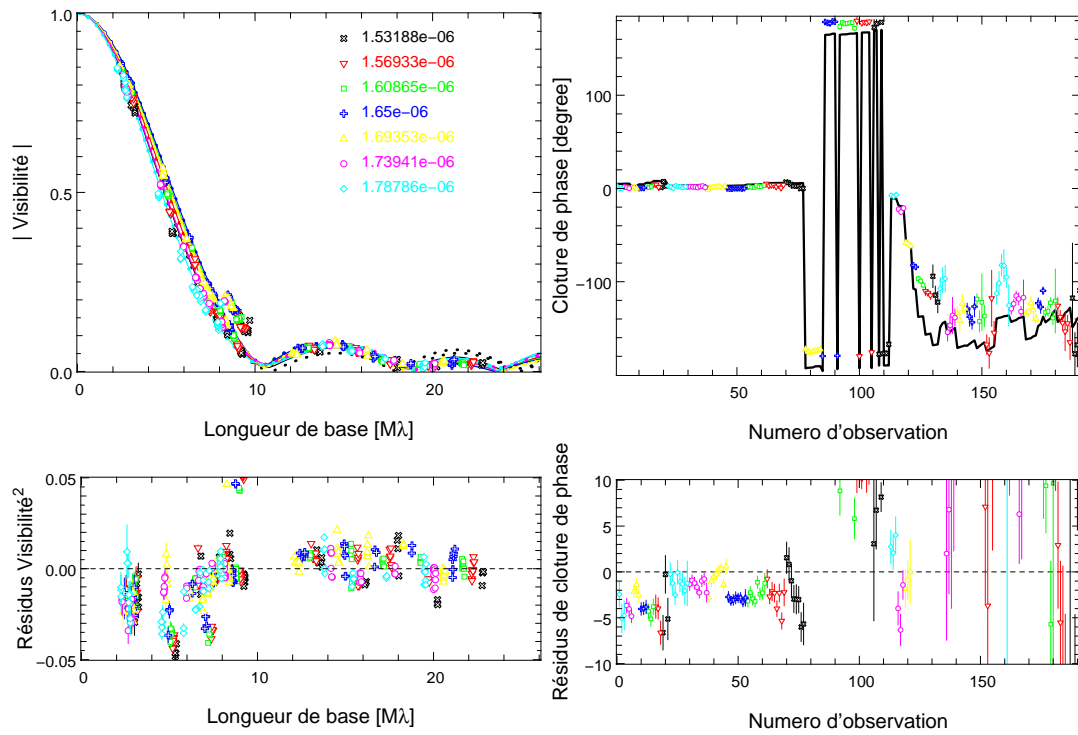 1.0
0.5
0.0
0
10
20
| Visibilité |
Longueur de base [Mλ]
1.53188e−06
1.56933e−06
1.60865e−06
1.65e−06
1.69353e−06
1.73941e−06
1.78786e−06
100
0
−100
0
50
100
150
Cloture de phase [degree]
Numero d'observation
0.05
0.00
−0.05
0
10
20
Résidus Visibilité²
Longueur de base [Mλ]
10
5
0
−5
−10
0
50
100
150
Résidus de cloture de phase
Numero d'observation